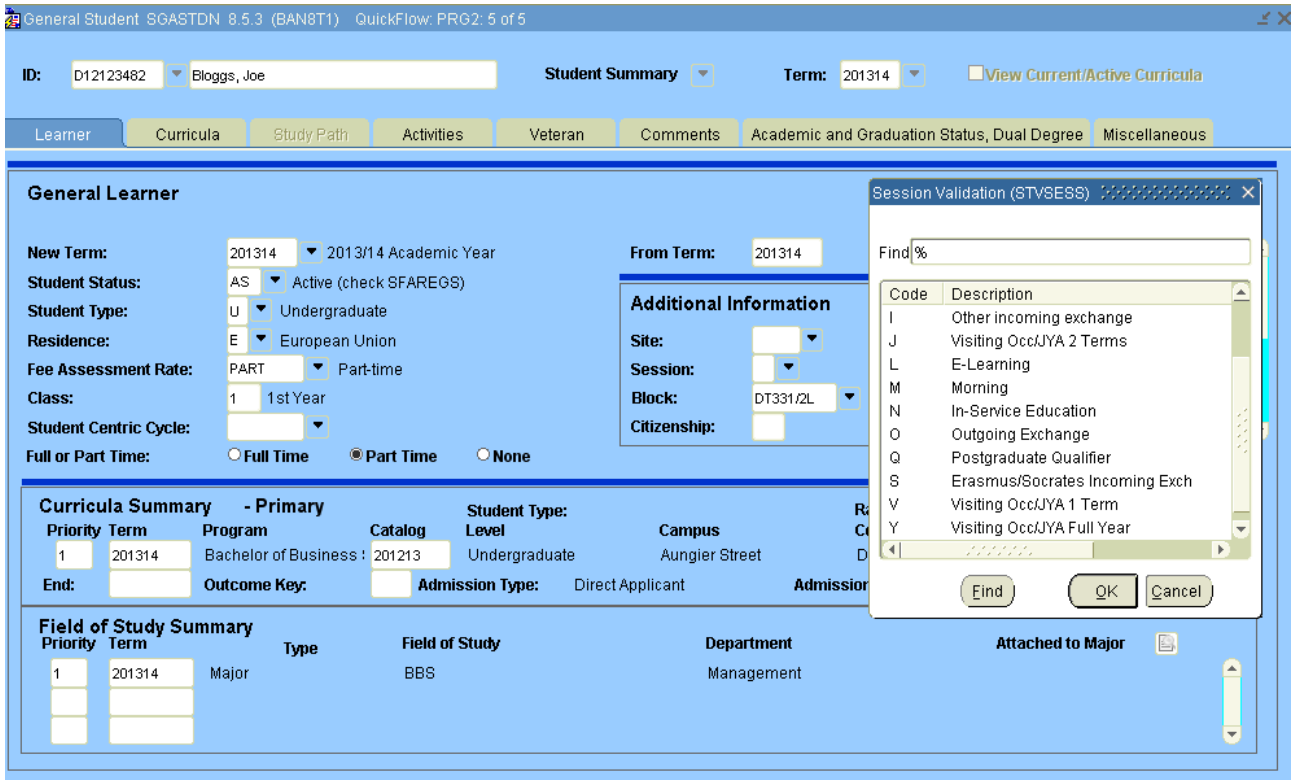 General Student SGASTDN 8.5.3 (BAN8T1) QuickFlow: PRG2: 5 of 5
ID: D12123482 Bloggs, Joe Student Summary Term: 201314 View Current/Active Curricula
Learner Curricula Study Path Activities Veteran Comments Academic and Graduation Status, Dual Degree Miscellaneous
General Learner
New Term: 201314 2013/14 Academic Year From Term: 201314
Student Status: AS Active (check SFAREGS)
Student Type: U Undergraduate
Residence: E European Union
Fee Assessment Rate: PART Part-time
Class: 1 1st Year
Student Centric Cycle:
Full or Part Time: Full Time Part Time None
Additional Information
Site:
Session:
Block: DT331/2L
Citizenship:
Session Validation (STVSESS)
Find %
Code Description
I Other incoming exchange
J Visiting Occ/JYA 2 Terms
L E-Learning
M Morning
N In-Service Education
O Outgoing Exchange
Q Postgraduate Qualifier
S Erasmus/Socrates Incoming Exch
V Visiting Occ/JYA 1 Term
Y Visiting Occ/JYA Full Year
Find OK Cancel
Curricula Summary - Primary Student Type:
Priority Term Program Catalog Level Campus
1 201314 Bachelor of Business 201213 Undergraduate Aungier Street D
End: Outcome Key: Admission Type: Direct Applicant Admission
Field of Study Summary
Priority Term Type Field of Study Department Attached to Major
1 201314 Major BBS Management